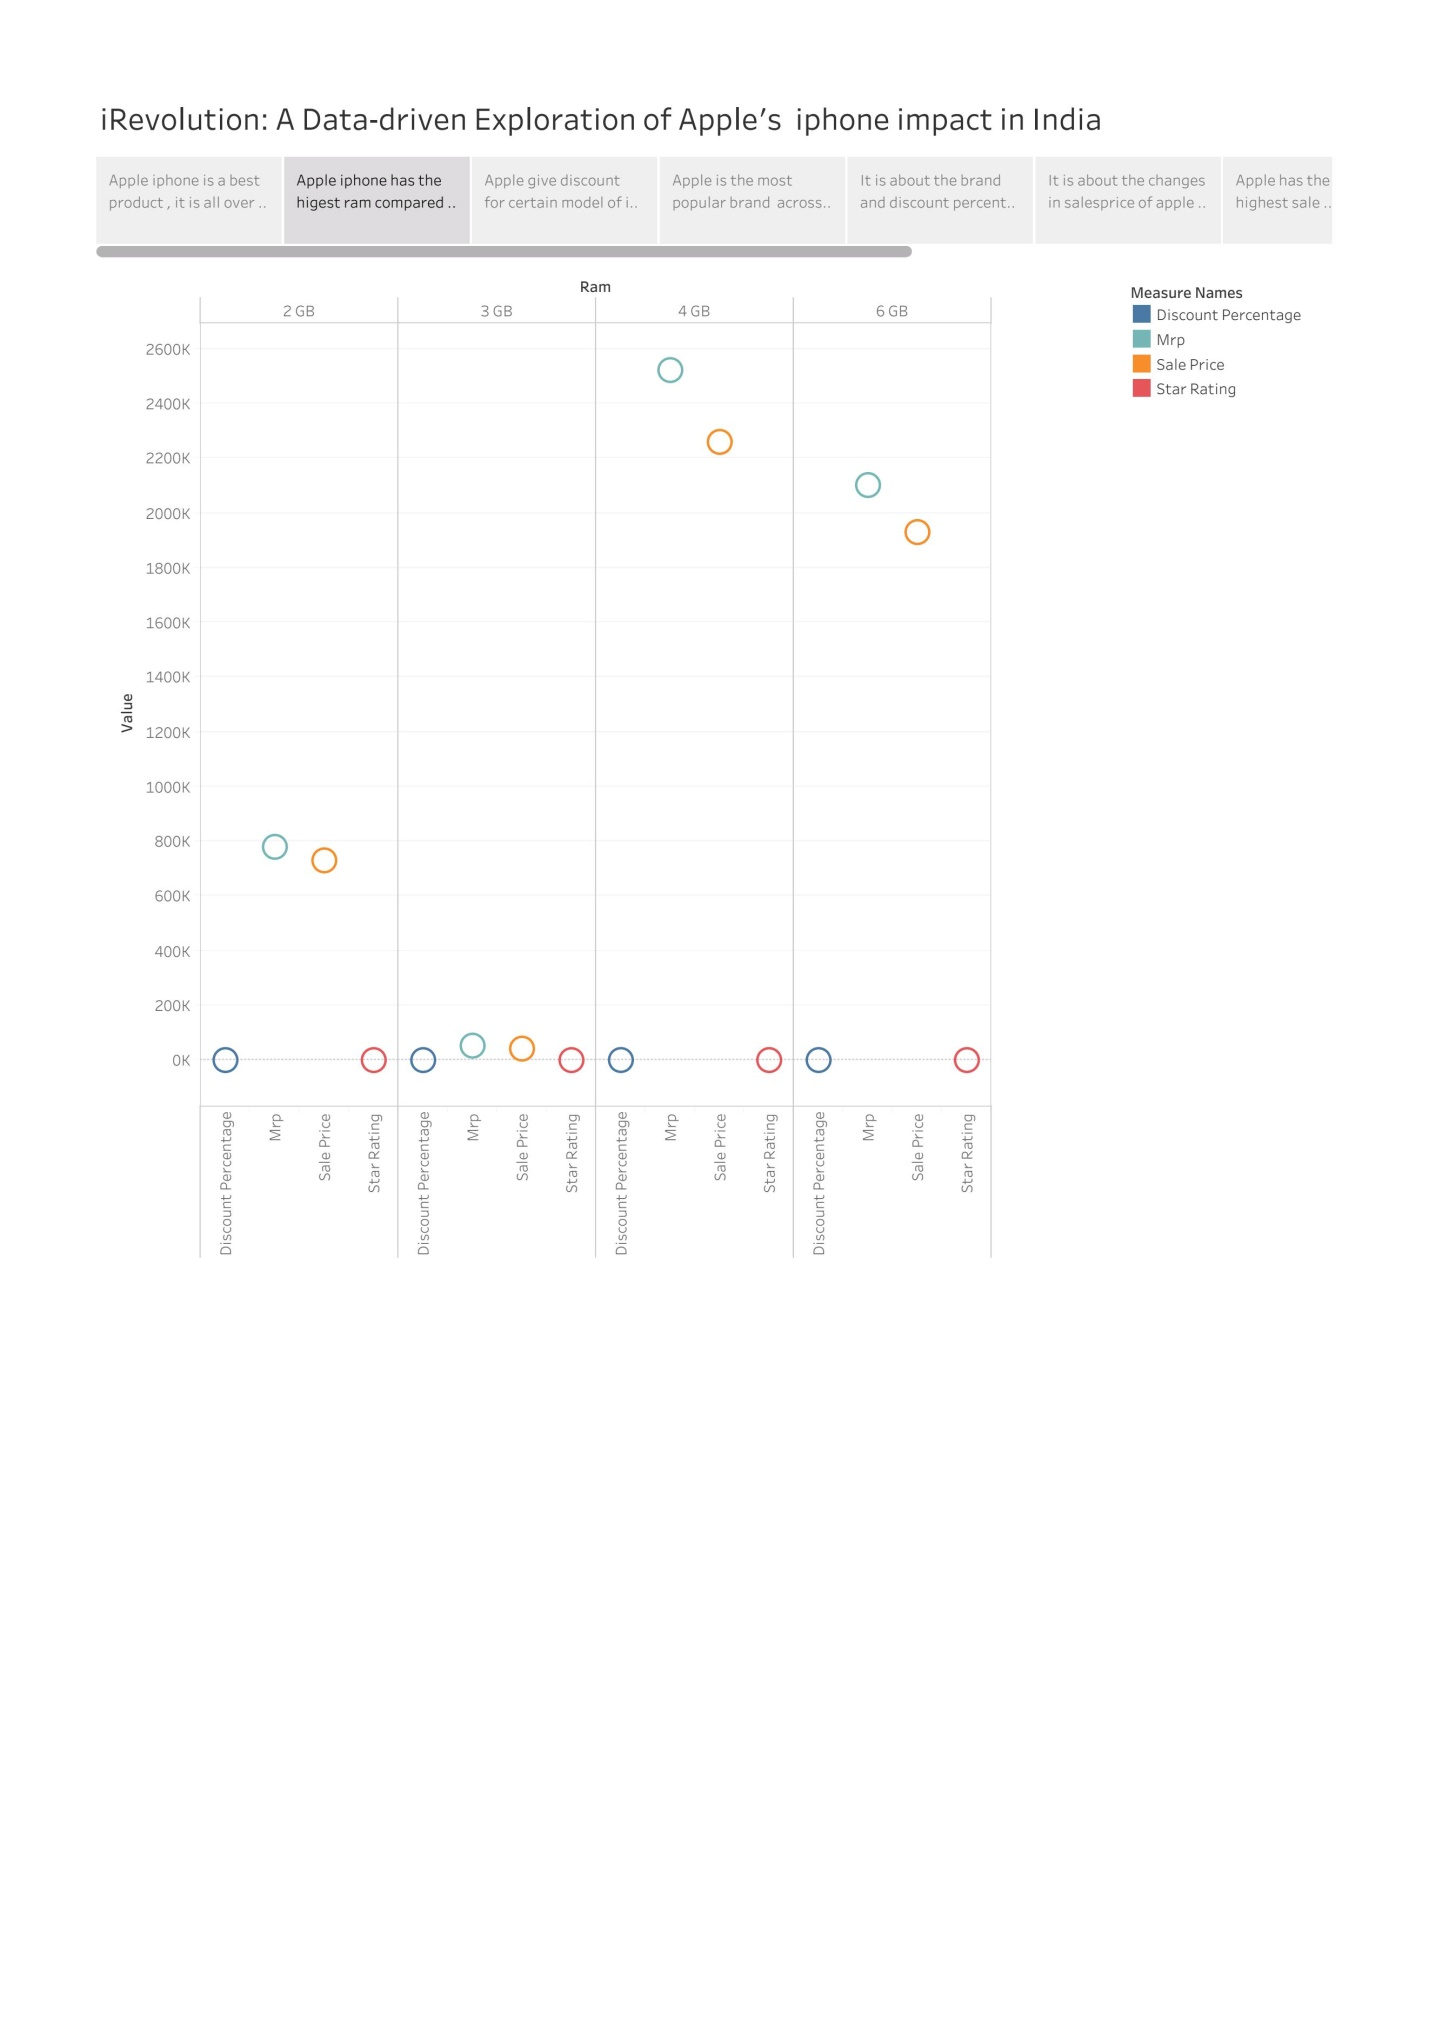 iRevolution: A Data-driven Exploration of Apple's  iphone impact in India
Apple iphone is a best
product , it is all over ..
Apple iphone has the
higest ram compared ..
Apple give discount
for certain model of i..
Apple is the most
popular brand  across..
It is about the brand
and discount percent..
It is about the changes
in salesprice of apple ..
Apple has the
highest sale ..
Ram
2 GB
3 GB
4 GB
6 GB
Measure Names
Discount Percentage
Mrp
Sale Price
Star Rating
Value
2600K
2400K
2200K
2000K
1800K
1600K
1400K
1200K
1000K
800K
600K
400K
200K
0K
Discount Percentage
Mrp
Sale Price
Star Rating
Discount Percentage
Mrp
Sale Price
Star Rating
Discount Percentage
Mrp
Sale Price
Star Rating
Discount Percentage
Mrp
Sale Price
Star Rating